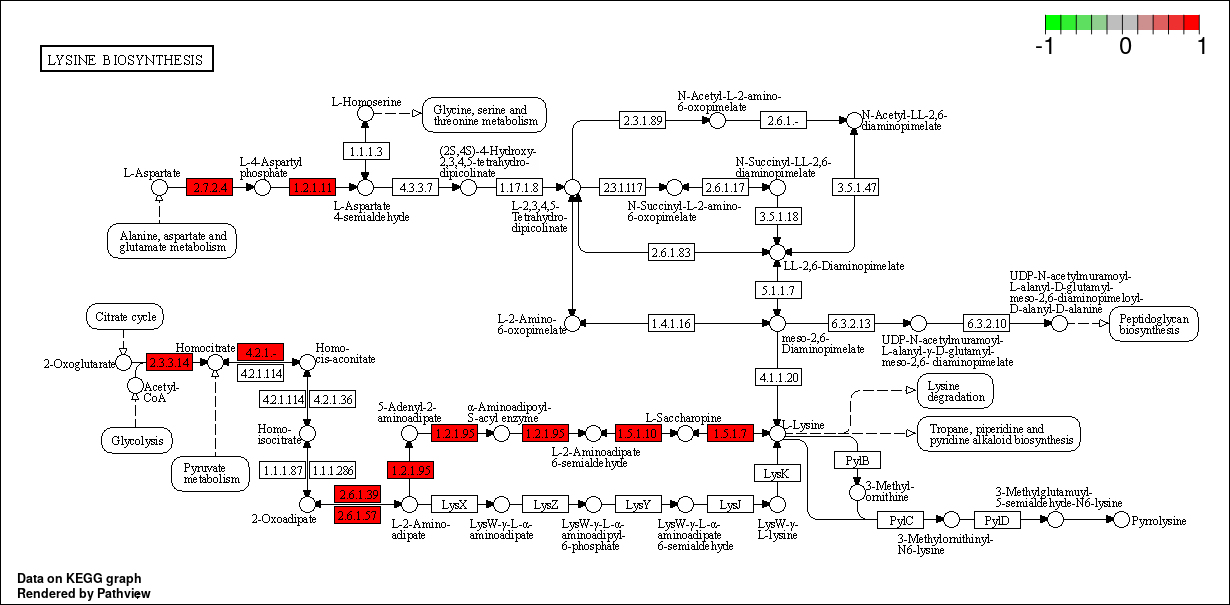 -1
0
1
LYSINE BIOSYNTHESIS
L-Homoserine
Glycine, serine and
threonine metabolism
1.1.1.3
N-Acetyl-L-2-amino-
6-oxopimelate
2.3.1.89
2.6.1.-
N-Acetyl-LL-2,6-
diaminopimelate
L-Aspartate
2.7.2.4
L-4-Aspartyl
phosphate
1.2.1.11
L-Aspartate
4-semialdehyde
4.3.3.7
(2S,4S)-4-Hydroxy-
2,3,4,5-tetrahydro-
dipicolinate
1.17.1.8
L-2,3,4,5-
Tetrahydro-
dipicolinate
2.3.1.117
N-Succinyl-L-2-amino-
6-oxopimelate
2.6.1.17
N-Succinyl-LL-2,6-
diaminopimelate
3.5.1.47
3.5.1.18
Alanine, aspartate and
glutamate metabolism
2.6.1.83
LL-2,6-Diaminopimelate
5.1.1.7
L-2-Amino-
6-oxopimelate
1.4.1.16
meso-2,6-
Diaminopimelate
6.3.2.13
UDP-N-acetylmuramoyl-
L-alanyl-γ-D-glutamyl-
meso-2,6- diaminopimelate
6.3.2.10
UDP-N-acetylmuramoyl-
L-alanyl-D-glutamyl-
meso-2,6-diaminopimeloyl-
D-alanyl-D-alanine
Peptidoglycan
biosynthesis
Citrate cycle
2-Oxoglutarate
2.3.3.14
Homocitrate
4.2.1.-
4.2.1.114
Homo-
cis-aconitate
Acetyl-
CoA
Glycolysis
4.2.1.114
4.2.1.36
Homo-
isocitrate
Pyruvate
metabolism
1.1.1.87
1.1.1.286
2-Oxoadipate
2.6.1.39
2.6.1.57
4.1.1.20
Lysine
degradation
Tropane, piperidine and
pyridine alkaloid biosynthesis
5-Adenyl-2-
aminoadipate
1.2.1.95
α-Aminoadipoyl-
S-acyl enzyme
1.2.1.95
L-2-Aminoadipate
6-semialdehyde
1.5.1.10
L-Saccharopine
1.5.1.7
L-Lysine
1.2.1.95
L-2-Amino-
adipate
LysX
LysW-γ-L-α-
aminoadipate
LysZ
LysW-γ-L-α-
aminoadipyl-
6-phosphate
LysY
LysW-γ-L-α-
aminoadipate
6-semialdehyde
LysJ
LysW-γ-
L-lysine
LysK
PylB
3-Methyl-
ornithine
PylC
3-Methylornithinyl-
N6-lysine
PylD
3-Methylglutamyl-
5-semialdehyde-N6-lysine
Pyrrolysine
Data on KEGG graph
Rendered by Pathview